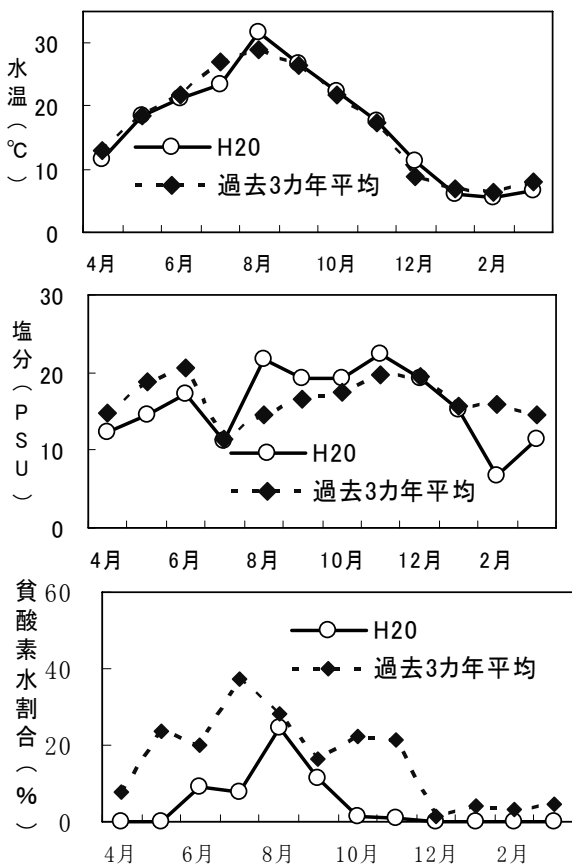 水温(℃)
30
20
10
0
H20
過去3カ年平均
4月 6月 8月 10月 12月 2月
塩分(PSU)
30
20
10
0
H20
過去3カ年平均
4月 6月 8月 10月 12月 2月
貧酸素水割合(%)
60
40
20
0
H20
過去3カ年平均
4月 6月 8月 10月 12月 2月